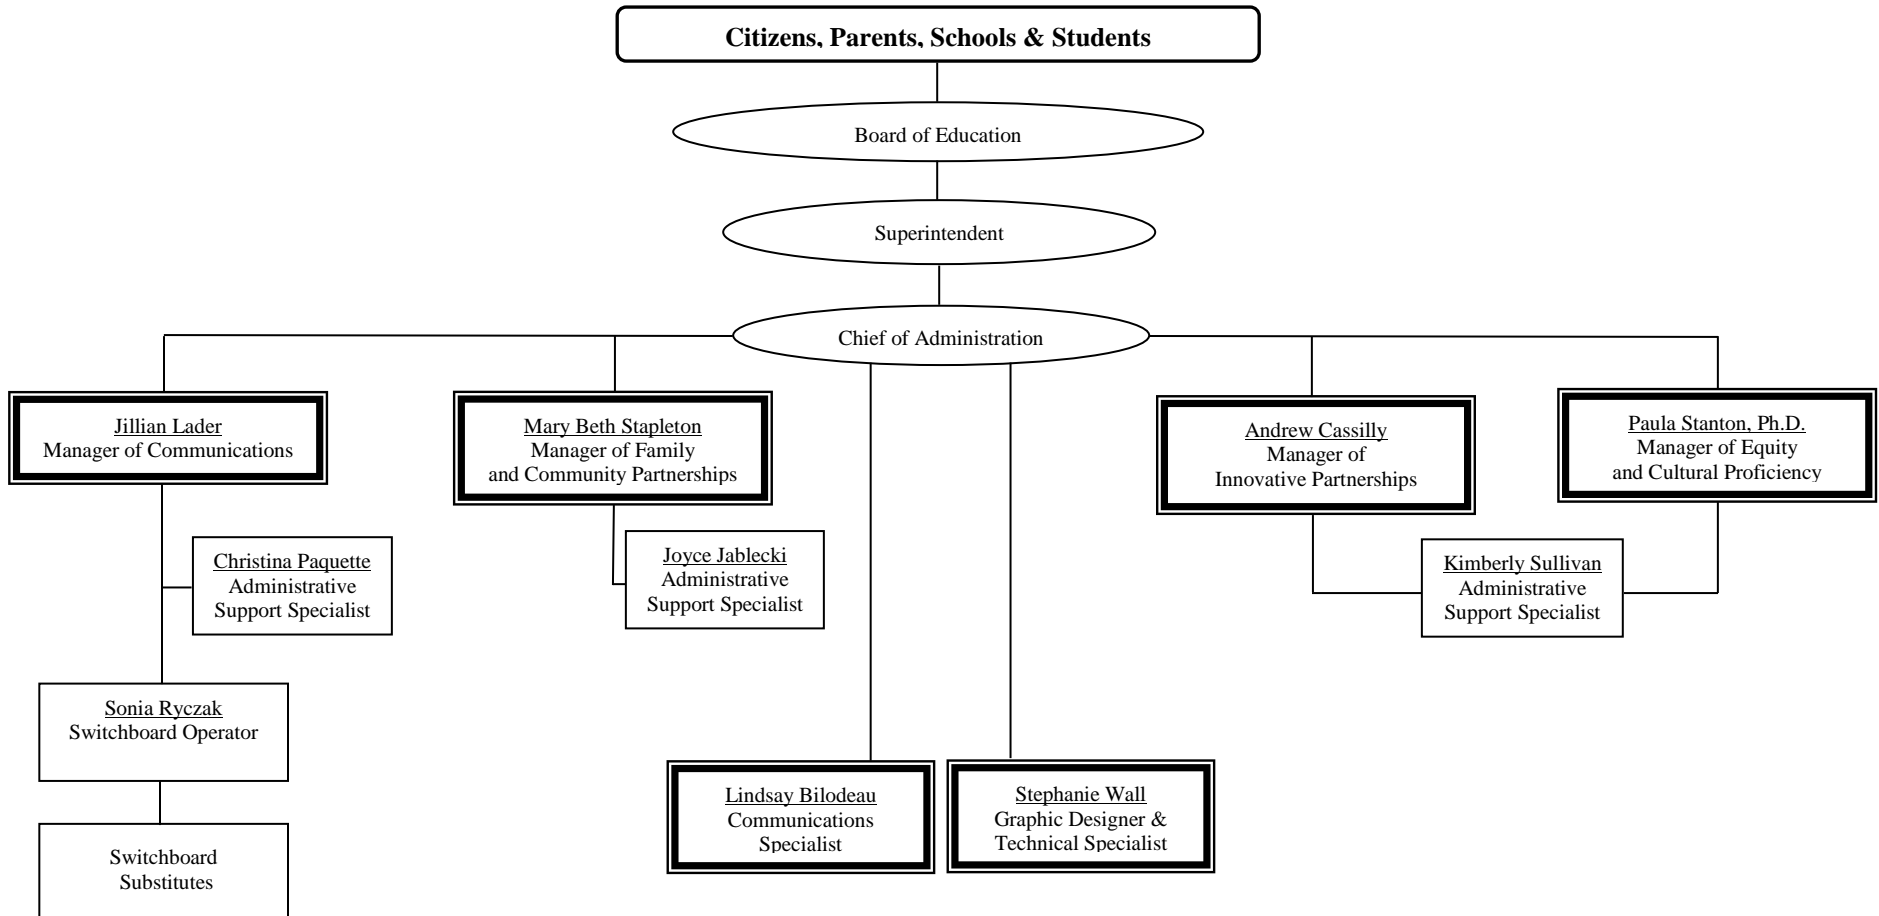 Citizens, Parents, Schools & Students
Board of Education
Superintendent
Chief of Administration
Jillian Lader
Manager of Communications
Mary Beth Stapleton
Manager of Family
and Community Partnerships
Andrew Cassilly
Manager of
Innovative Partnerships
Paula Stanton, Ph.D.
Manager of Equity
and Cultural Proficiency
Christina Paquette
Administrative
Support Specialist
Joyce Jablecki
Administrative
Support Specialist
Kimberly Sullivan
Administrative
Support Specialist
Sonia Ryczak
Switchboard Operator
Lindsay Bilodeau
Communications
Specialist
Stephanie Wall
Graphic Designer &
Technical Specialist
Switchboard
Substitutes